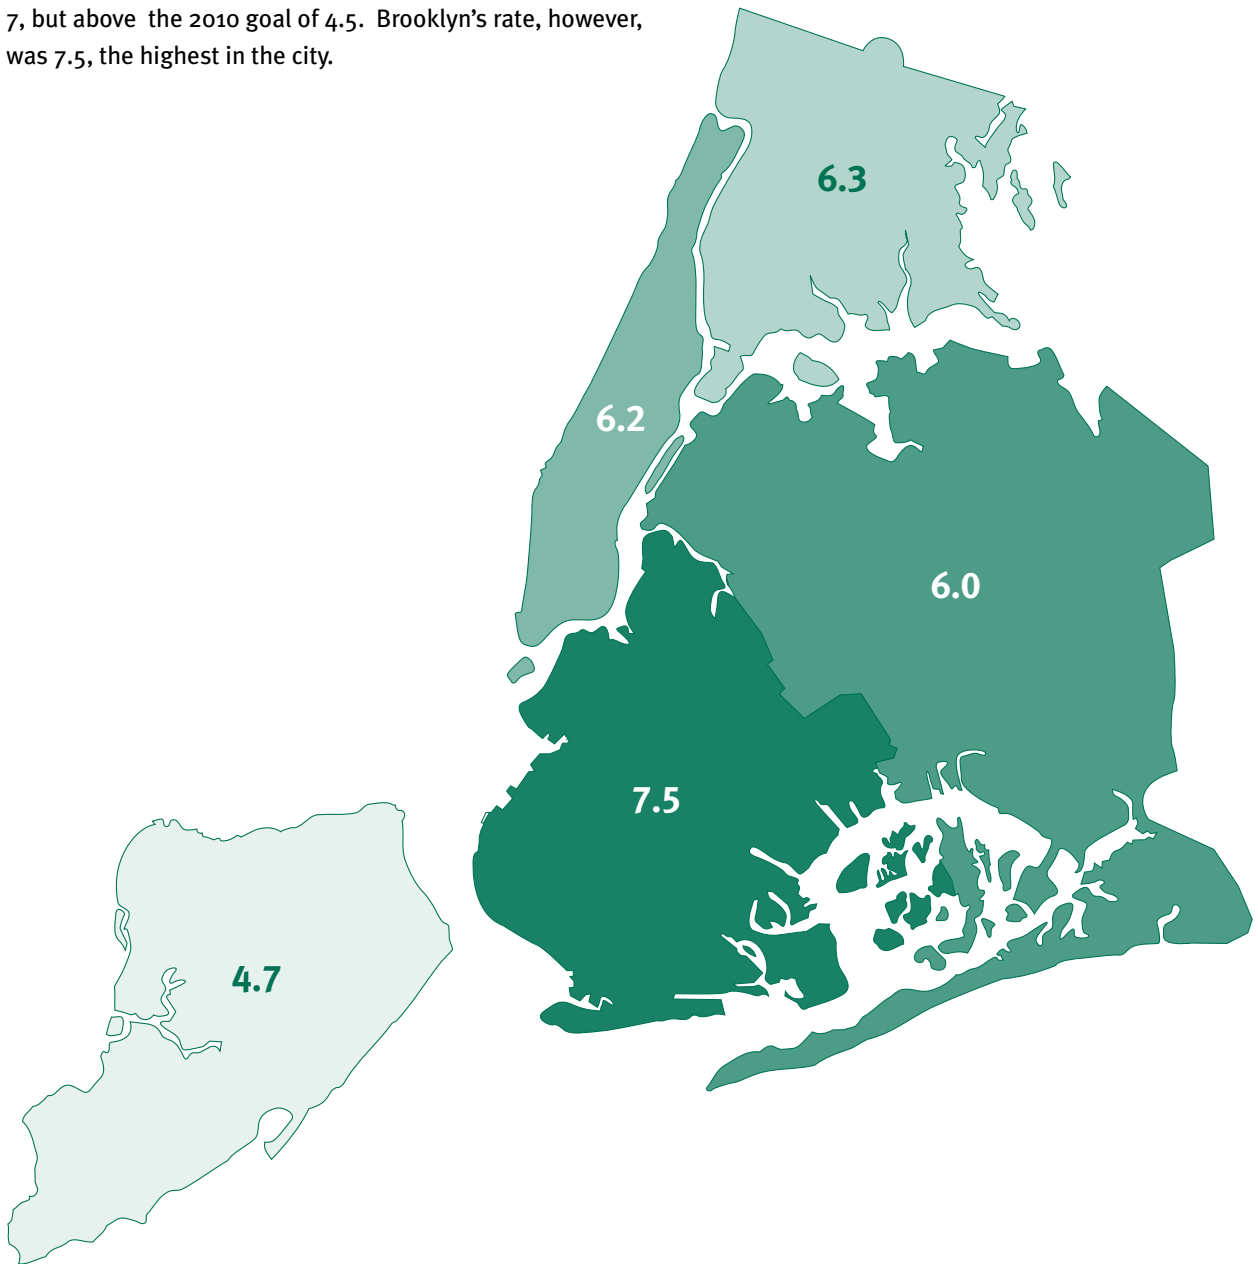 7, but above the 2010 goal of 4.5. Brooklyn’s rate, however,
was 7.5, the highest in the city.
6.3
6.2
6.0
7.5
4.7